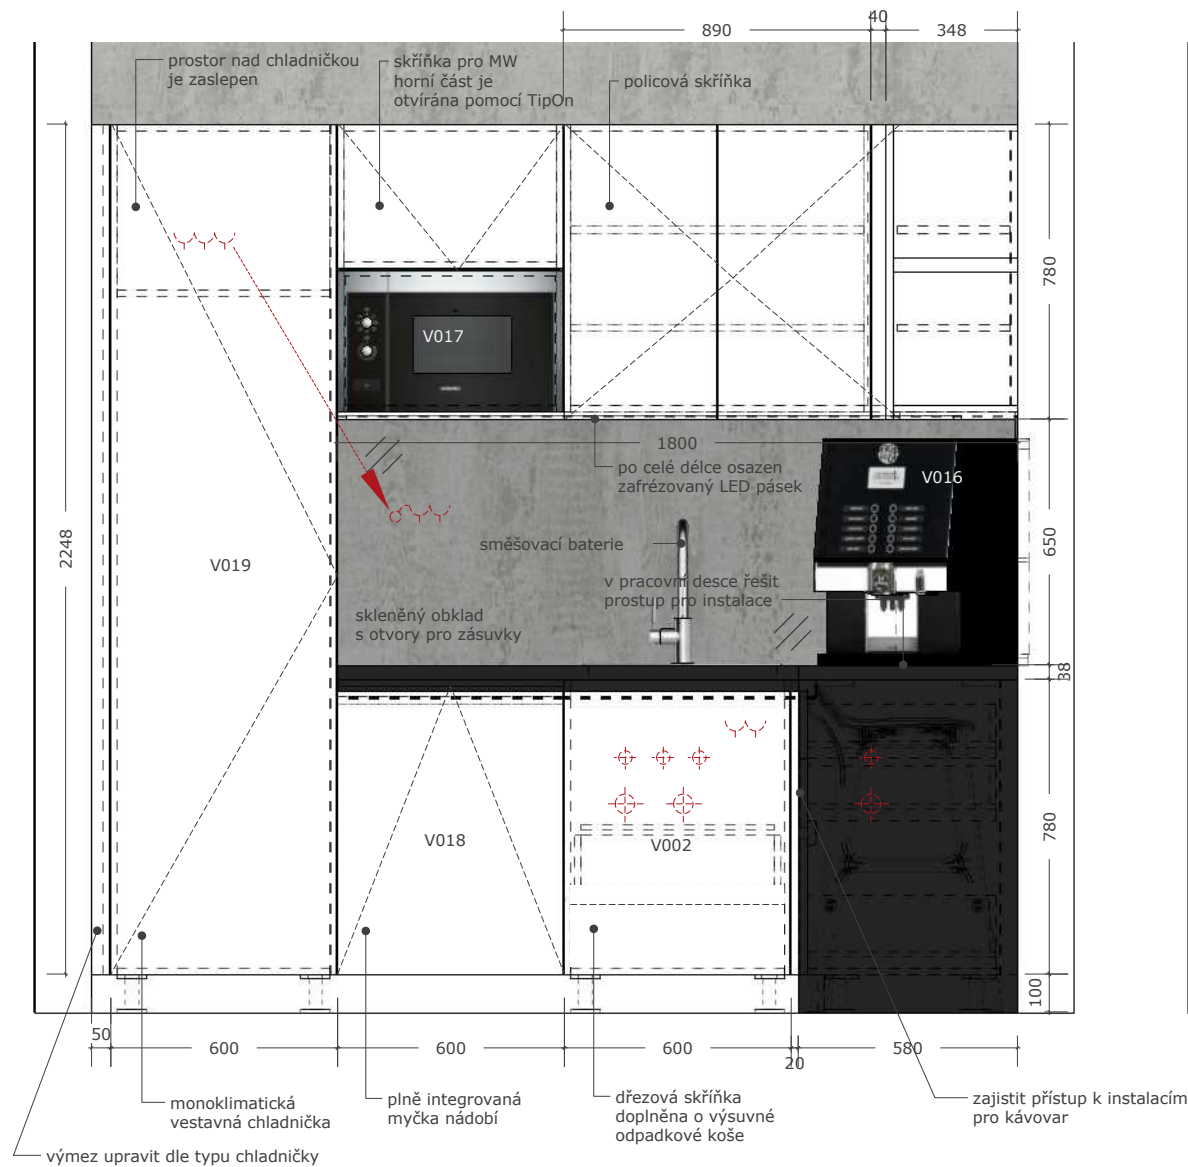 40
890
348
prostor nad chladničkou
je zaslepen
skříňka pro MW
horní část je
otvírána pomocí TipOn
policová skříňka
780
V017
1800
po celé délce osazen
zafrézovaný LED pásek
V016
2248
V019
směšovací baterie
650
v pracovní desce řešit
prostup pro instalace
skleněný obklad
s otvory pro zásuvky
38
V018
V002
780
100
50
600
600
600
20
580
monoklimatická
vestavná chladnička
plně integrovaná
myčka nádobí
dřezová skříňka
doplněna o výsuvné
odpadkové koše
zajistit přístup k instalacím
pro kávovar
výmez upravit dle typu chladničky